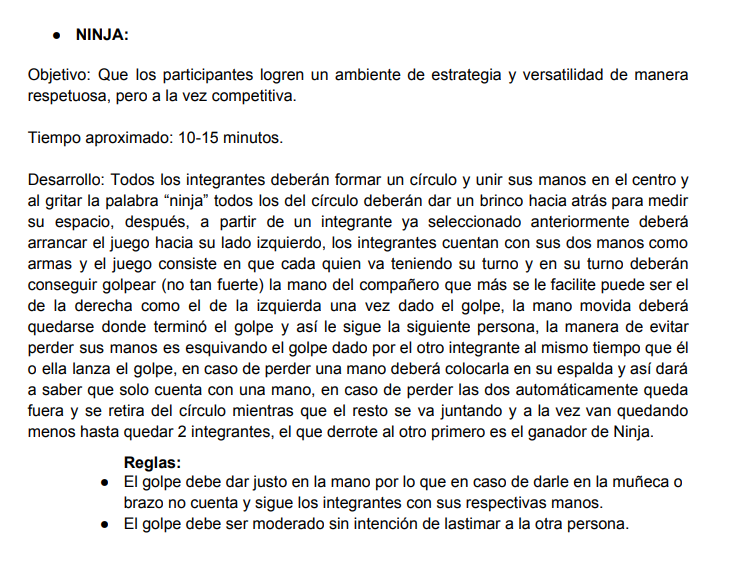 ● NINJA:
Objetivo: Que los participantes logren un ambiente de estrategia y versatilidad de manera
respetuosa, pero a la vez competitiva.
Tiempo aproximado: 10-15 minutos.
Desarrollo: Todos los integrantes deberán formar un círculo y unir sus manos en el centro y
al gritar la palabra “ninja” todos los del círculo deberán dar un brinco hacia atrás para medir
su espacio, después, a partir de un integrante ya seleccionado anteriormente deberá
arrancar el juego hacia su lado izquierdo, los integrantes cuentan con sus dos manos como
armas y el juego consiste en que cada quien va teniendo su turno y en su turno deberán
conseguir golpear (no tan fuerte) la mano del compañero que más se le facilite puede ser el
de la derecha como el de la izquierda una vez dado el golpe, la mano movida deberá
quedarse donde terminó el golpe y así le sigue la siguiente persona, la manera de evitar
perder sus manos es esquivando el golpe dado por el otro integrante al mismo tiempo que él
o ella lanza el golpe, en caso de perder una mano deberá colocarla en su espalda y así dará
a saber que solo cuenta con una mano, en caso de perder las dos automáticamente queda
fuera y se retira del círculo mientras que el resto se va juntando y a la vez van quedando
menos hasta quedar 2 integrantes, el que derrote al otro primero es el ganador de Ninja.
Reglas:
● El golpe debe dar justo en la mano por lo que en caso de darle en la muñeca o
brazo no cuenta y sigue los integrantes con sus respectivas manos.
● El golpe debe ser moderado sin intención de lastimar a la otra persona.